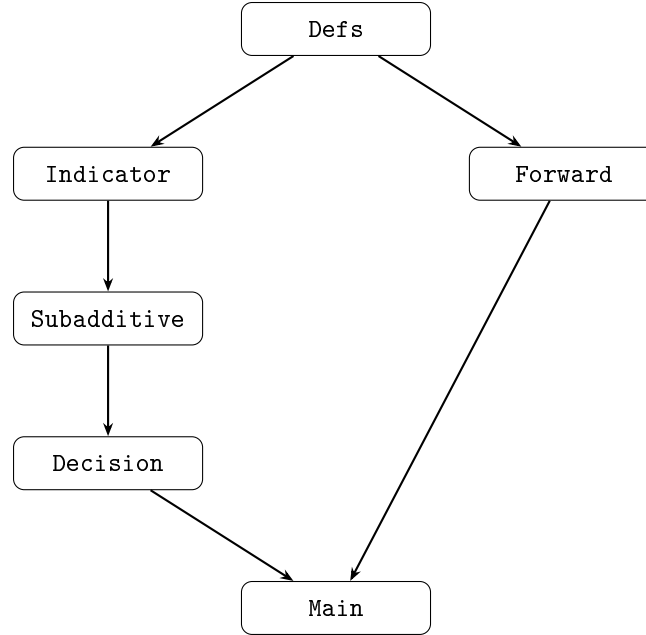 Defs
Indicator
Forward
Subadditive
Decision
Main